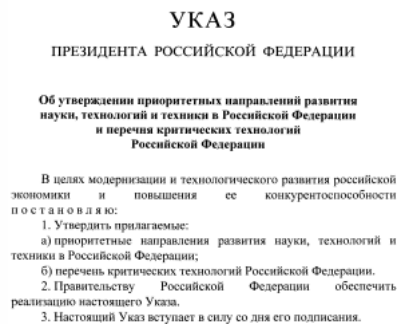 УКАЗ
ПРЕЗИДЕНТА РОССИЙСКОЙ ФЕДЕРАЦИИ
Об утверждении приоритетных направлений развития
науки, технологий и техники в Российской Федерации
и перечня критических технологий
Российской Федерации
В целях модернизации и технологического развития российской
экономики и повышения ее конкурентоспособности
п о с т а н о в л я ю:
1. Утвердить прилагаемые:
а) приоритетные направления развития науки, технологий и
техники в Российской Федерации;
б) перечень критических технологий Российской Федерации.
2. Правительству Российской Федерации обеспечить
реализацию настоящего Указа.
3. Настоящий Указ вступает в силу со дня его подписания.